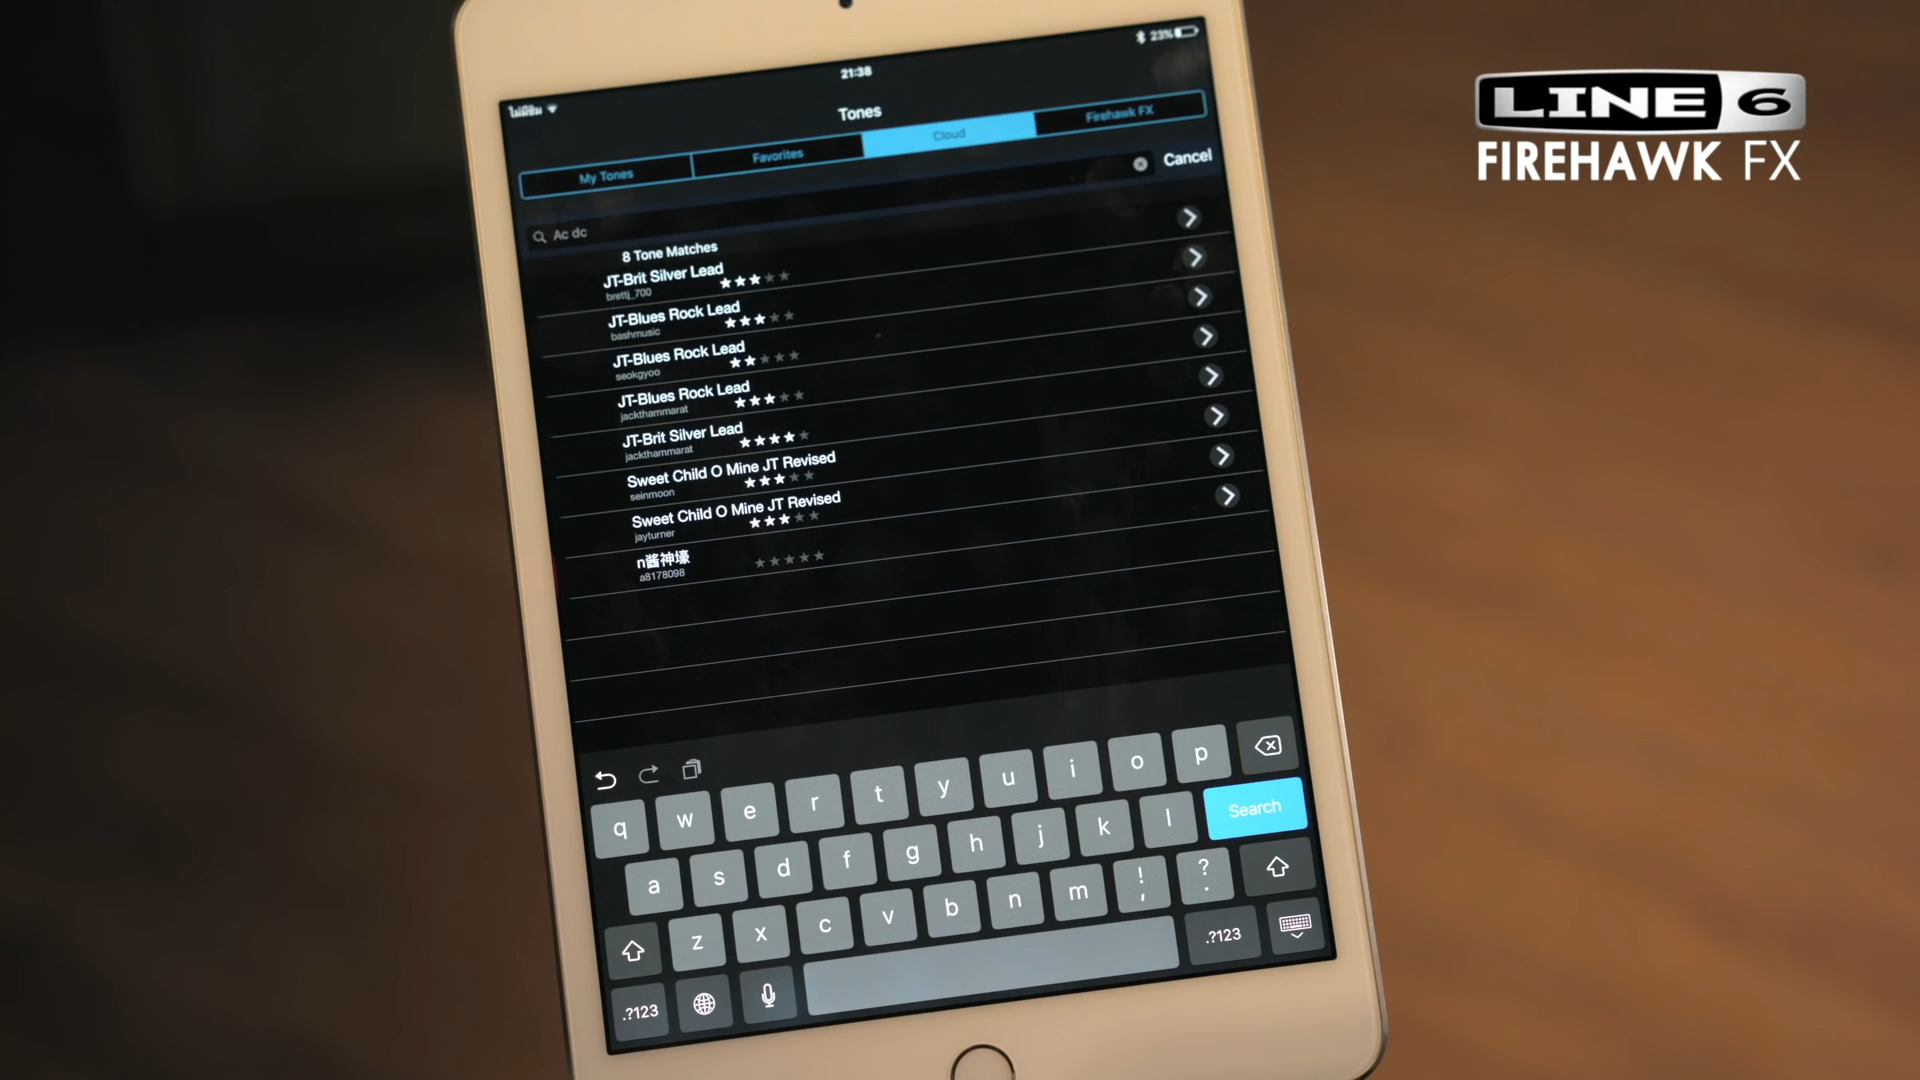 LINE 6
FIREHAWK FX
ไม่มีซิม
21:38
23%
Tones
My Tones
Favorites
Cloud
Firehawk FX
Ac dc
Cancel
8 Tone Matches
JT-Brit Silver Lead
brettj_700
JT-Blues Rock Lead
bashmusic
JT-Blues Rock Lead
seokgyoo
JT-Blues Rock Lead
jackthammarat
JT-Brit Silver Lead
jackthammarat
Sweet Child O Mine JT Revised
seinmoon
Sweet Child O Mine JT Revised
jayturner
n酱神壕
a8178098
q w e r t y u i o p
a s d f g h j k l Search
z x c v b n m ! , ? .
.?123 .?123